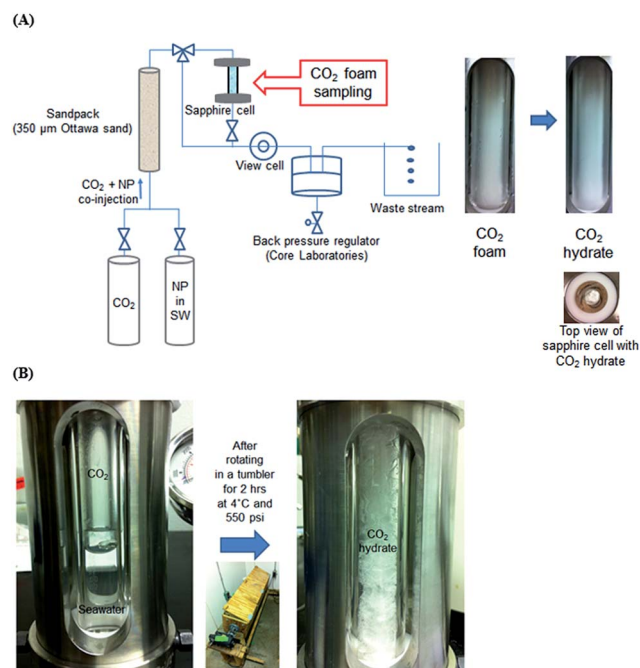 (A)
CO2 foam
sampling
Sapphire cell
Sandpack
(350 μm Ottawa sand)
View cell
CO2 + NP
co-injection
Waste stream
Back pressure regulator
(Core Laboratories)
CO2
NP
in
SW
CO2
foam
CO2
hydrate
Top view of
sapphire cell with
CO2 hydrate
(B)
CO2
Seawater
After
rotating
in a tumbler
for 2 hrs
at 4°C and
550 psi
CO2
hydrate